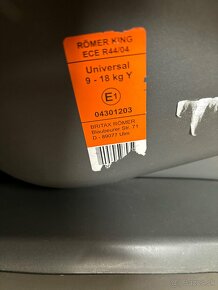 RÖMER KING
ECE R44/04
Universal
9 - 18 kg Y
E1
04301203
BRITAX RÖMER
Blaubeurer Str. 71
D - 89077 Ulm